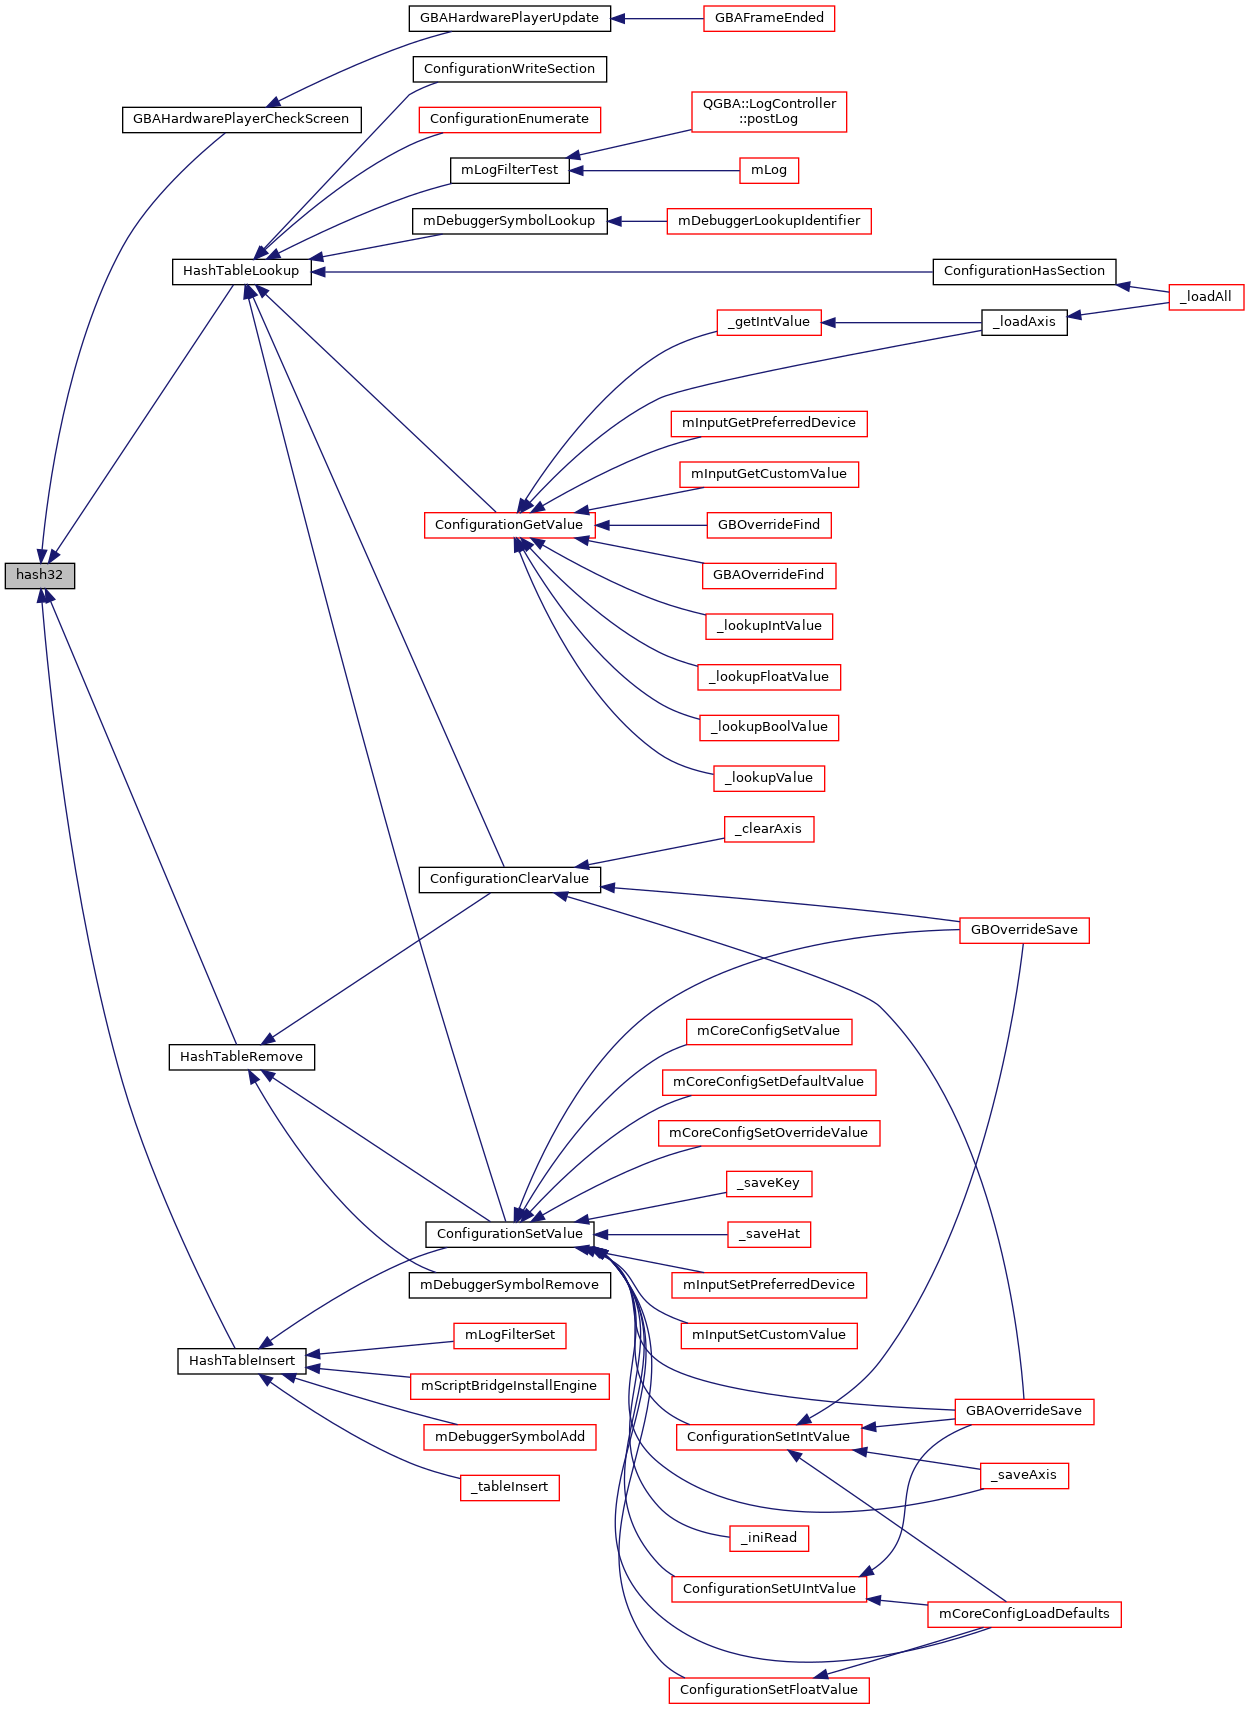 GBAHardwarePlayerUpdate
GBAFrameEnded
ConfigurationWriteSection
QGBA::LogController
::postLog
GBAHardwarePlayerCheckScreen
ConfigurationEnumerate
mLogFilterTest
mLog
mDebuggerSymbolLookup
mDebuggerLookupIdentifier
HashTableLookup
ConfigurationHasSection
_loadAll
_getIntValue
_loadAxis
mInputGetPreferredDevice
mInputGetCustomValue
ConfigurationGetValue
GBOverrideFind
hash32
GBAOverrideFind
_lookupIntValue
_lookupFloatValue
_lookupBoolValue
_lookupValue
_clearAxis
ConfigurationClearValue
GBOverrideSave
mCoreConfigSetValue
HashTableRemove
mCoreConfigSetDefaultValue
mCoreConfigSetOverrideValue
_saveKey
ConfigurationSetValue
_saveHat
mDebuggerSymbolRemove
mInputSetPreferredDevice
mLogFilterSet
mInputSetCustomValue
HashTableInsert
mScriptBridgeInstallEngine
GBAOverrideSave
mDebuggerSymbolAdd
ConfigurationSetIntValue
_saveAxis
_tableInsert
_iniRead
ConfigurationSetUIntValue
mCoreConfigLoadDefaults
ConfigurationSetFloatValue